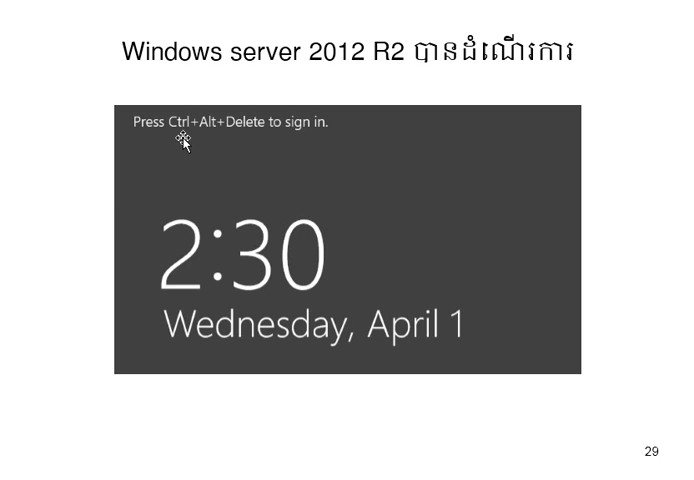 Windows server 2012 R2 បានដំណើរការ
Press Ctrl+Alt+Delete to sign in.
2:30
Wednesday, April 1
29